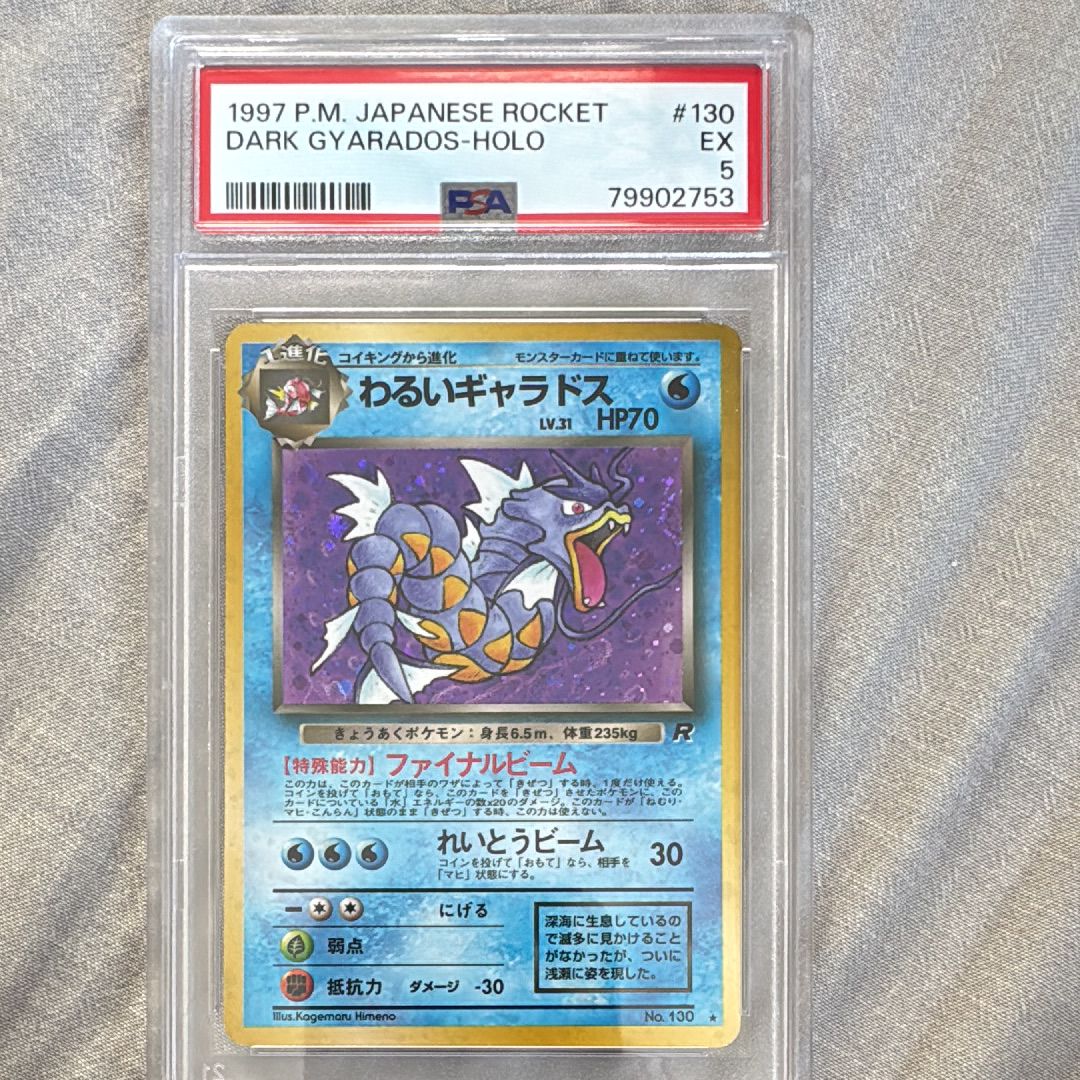 1997 P.M. JAPANESE ROCKET #130
DARK GYARADOS-HOLO EX
5
PSA 79902753
1進化 コイキングから進化 モンスターカードに重ねて使います。
わるいギャラドス
LV.31 HP70
きょうあくポケモン:身長6.5m、体重235kg R
【特殊能力】ファイナルビーム
この力は、このカードが相手のワザによって「きぜつ」する時、1度だけ使える。
コインを投げて「おもて」なら、このカードを「きぜつ」させたポケモンに、この
カードについている「水」エネルギーの数x20のダメージ。このカードが「ねむり・
マヒ・こんらん」状態のまま「きぜつ」する時、この力は使えない。
れいとうビーム 30
コインを投げて「おもて」なら、相手を
「マヒ」状態にする。
ー にげる
弱点
抵抗力 ダメージ -30
深海に生息しているの
で滅多に見かけること
がなかったが、ついに
浅瀬に姿を現した。
Illus.Kagemaru Himeno No. 130 ★